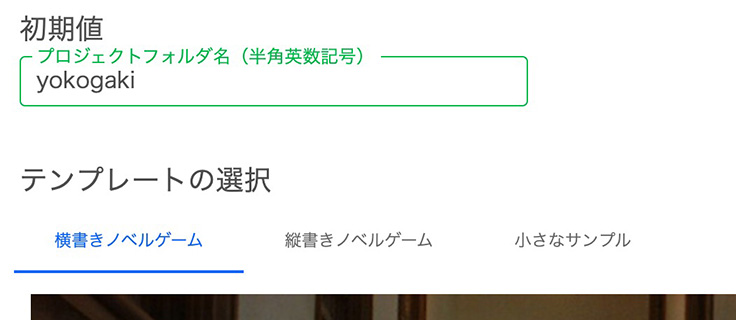 初期値
プロジェクトフォルダ名（半角英数記号）
yokogaki
テンプレートの選択
横書きノベルゲーム 縦書きノベルゲーム 小さなサンプル